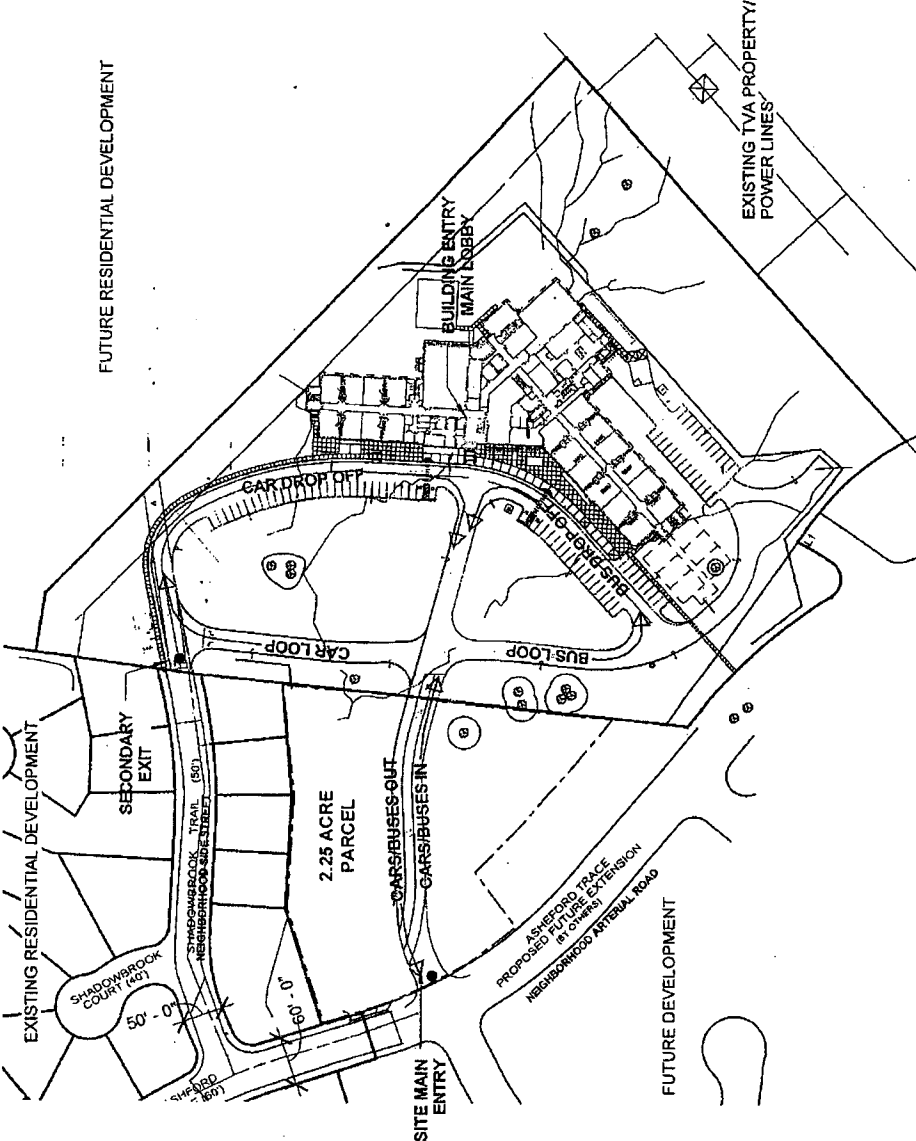 FUTURE RESIDENTIAL DEVELOPMENT
EXISTING TVA PROPERTY/
POWER LINES
BUILDING ENTRY
MAIN LOBBY
CAR DROP OFF
BUS DROP OFF
CAR LOOP
BUS LOOP
EXISTING RESIDENTIAL DEVELOPMENT
SECONDARY
EXIT
SHADOWBROOK TRAIL (50')
NEIGHBORHOOD SIDE STREET
SHADOWBROOK
COURT (40')
50' - 0"
60' - 0"
2.25 ACRE
PARCEL
CARS/BUSES OUT
CARS/BUSES IN
ASHEFORD TRACE
PROPOSED FUTURE EXTENSION
(BY OTHERS)
NEIGHBORHOOD ARTERIAL ROAD
FUTURE DEVELOPMENT
SITE MAIN
ENTRY